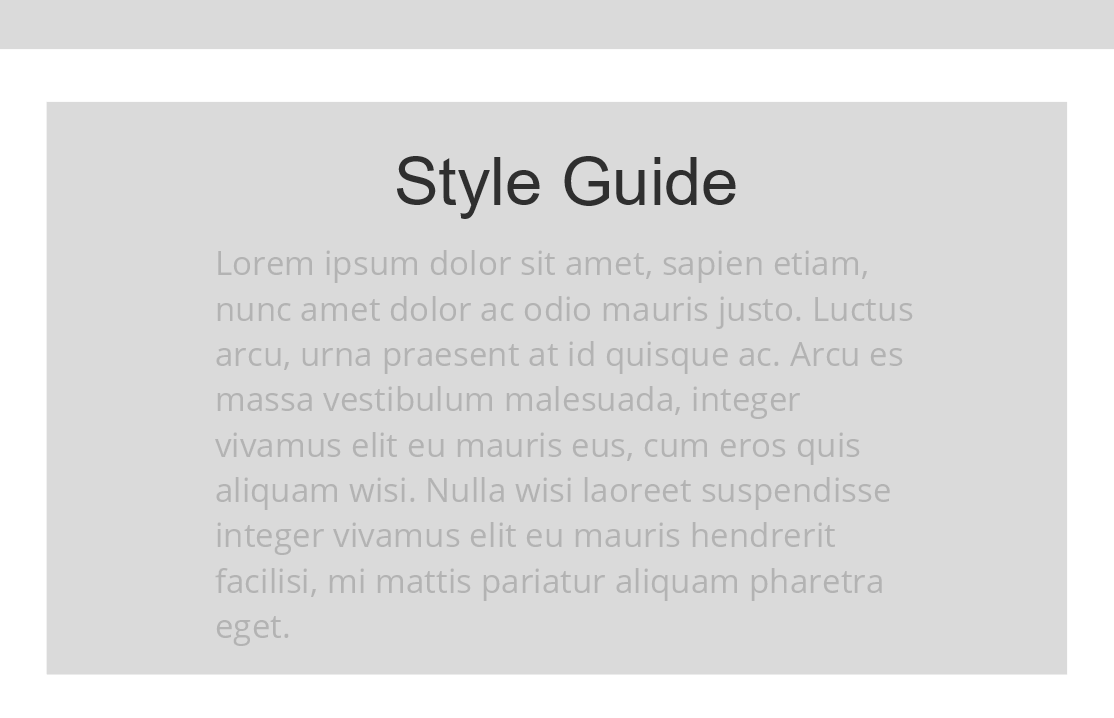 Style Guide
Lorem ipsum dolor sit amet, sapien etiam,
nunc amet dolor ac odio mauris justo. Luctus
arcu, urna praesent at id quisque ac. Arcu es
massa vestibulum malesuada, integer
vivamus elit eu mauris eus, cum eros quis
aliquam wisi. Nulla wisi laoreet suspendisse
integer vivamus elit eu mauris hendrerit
facilisi, mi mattis pariatur aliquam pharetra
eget.